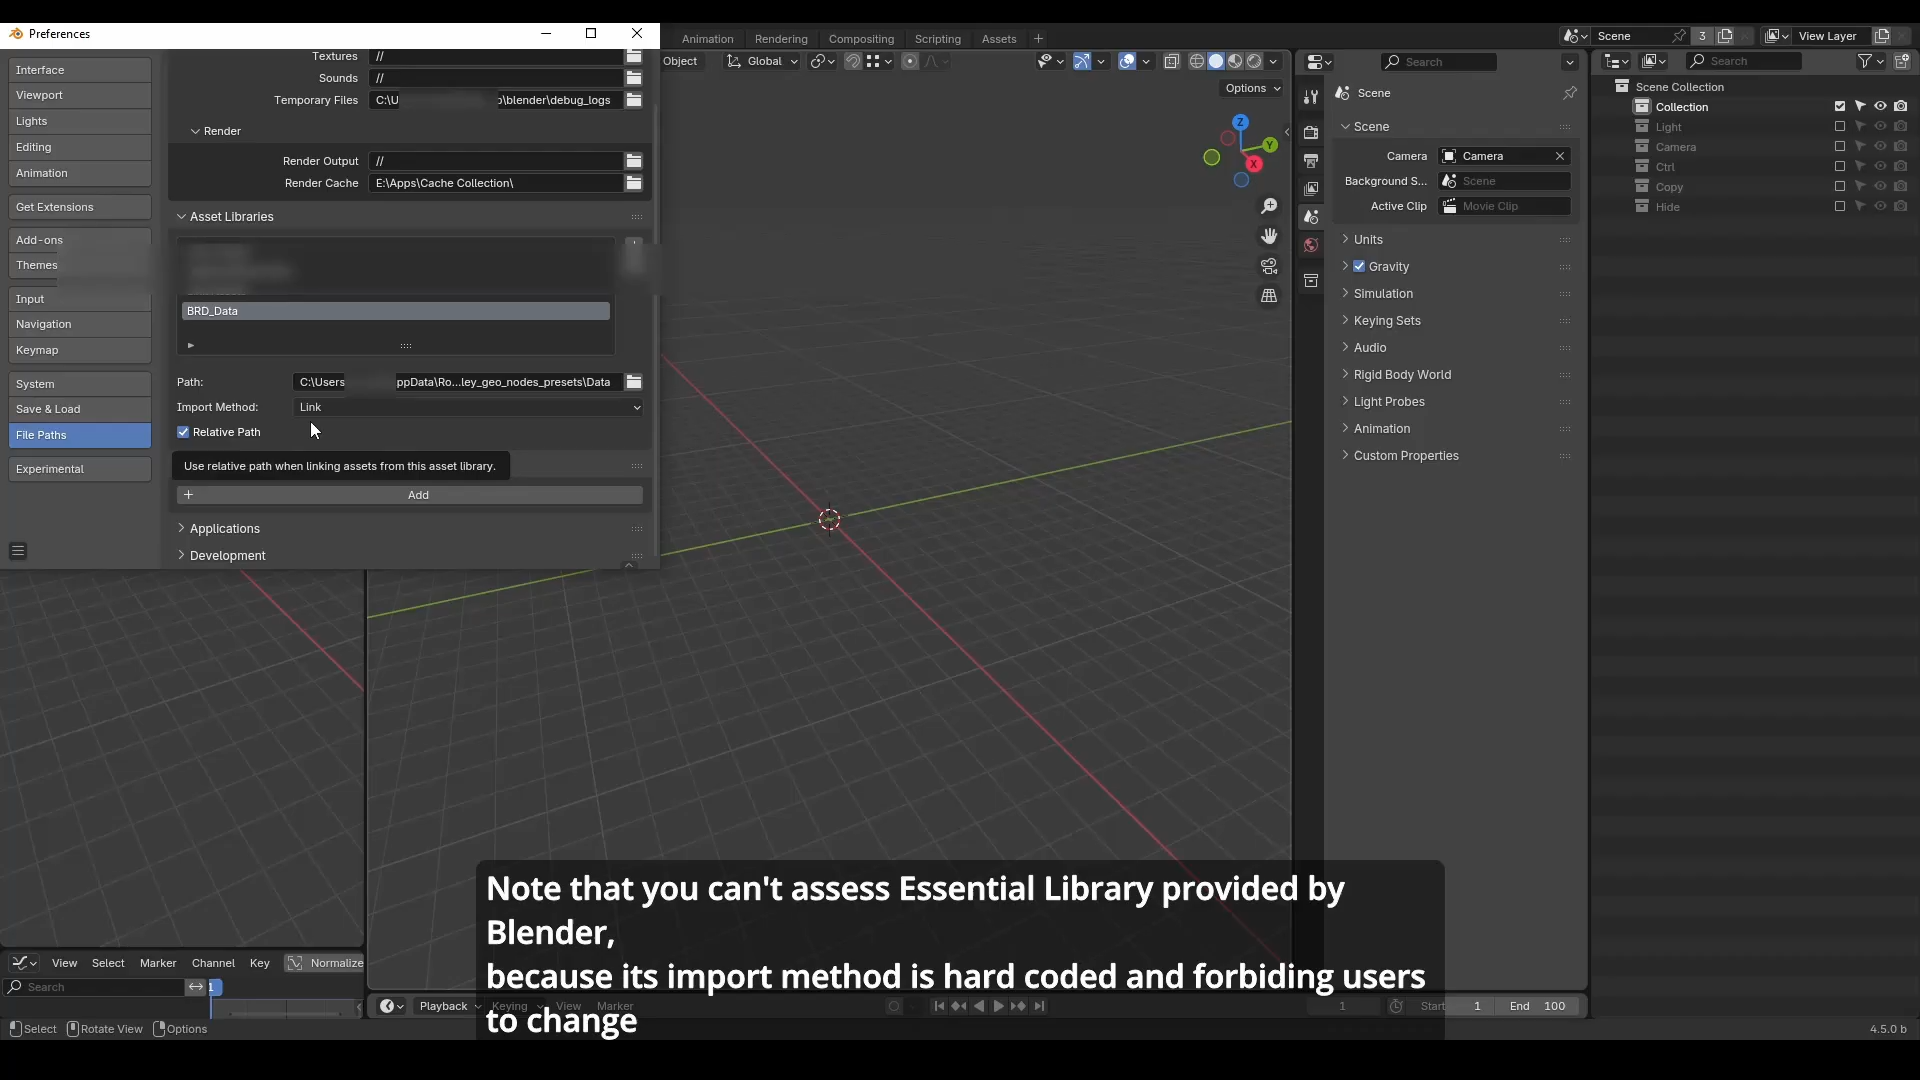 Preferences
Interface
Viewport
Lights
Editing
Animation
Get Extensions
Add-ons
Themes
Input
Navigation
Keymap
System
Save & Load
File Paths
Experimental
Textures //
Sounds //
Temporary Files C:\U \blender\debug_logs
Render
Render Output //
Render Cache E:\Apps\Cache Collection\
Asset Libraries
BRD_Data
Path: C:\Users ppData\Ro...ley_geo_nodes_presets\Data
Import Method: Link
Relative Path
Use relative path when linking assets from this asset library.
Add
Applications
Development
Animation Rendering Compositing Scripting Assets +
Object Global
Options
Z
Y
X
Scene 3 View Layer
Search
Scene
Scene
Camera Camera
Background S... Scene
Active Clip Movie Clip
Units
Gravity
Simulation
Keying Sets
Audio
Rigid Body World
Light Probes
Animation
Custom Properties
Search
Scene Collection
Collection
Light
Camera
Ctrl
Copy
Hide
Note that you can't assess Essential Library provided by
Blender,
because its import method is hard coded and forbiding users
to change
View Select Marker Channel Key Normalize
Search 1
Playback Keying View Marker 1 Start 1 End 100
Select Rotate View Options 4.5.0 b